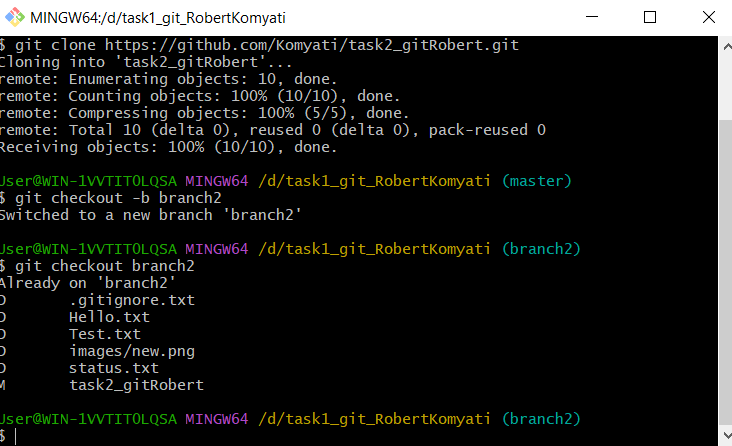 MINGW64:/d/task1_git_RobertKomyati
$ git clone https://github.com/Komyati/task2_gitRobert.git
Cloning into 'task2_gitRobert'...
remote: Enumerating objects: 10, done.
remote: Counting objects: 100% (10/10), done.
remote: Compressing objects: 100% (5/5), done.
remote: Total 10 (delta 0), reused 0 (delta 0), pack-reused 0
Receiving objects: 100% (10/10), done.
User@WIN-1VVTIT0LQSA MINGW64 /d/task1_git_RobertKomyati (master)
$ git checkout -b branch2
Switched to a new branch 'branch2'
User@WIN-1VVTIT0LQSA MINGW64 /d/task1_git_RobertKomyati (branch2)
$ git checkout branch2
Already on 'branch2'
D .gitignore.txt
D Hello.txt
D Test.txt
D images/new.png
D status.txt
M task2_gitRobert
User@WIN-1VVTIT0LQSA MINGW64 /d/task1_git_RobertKomyati (branch2)
$